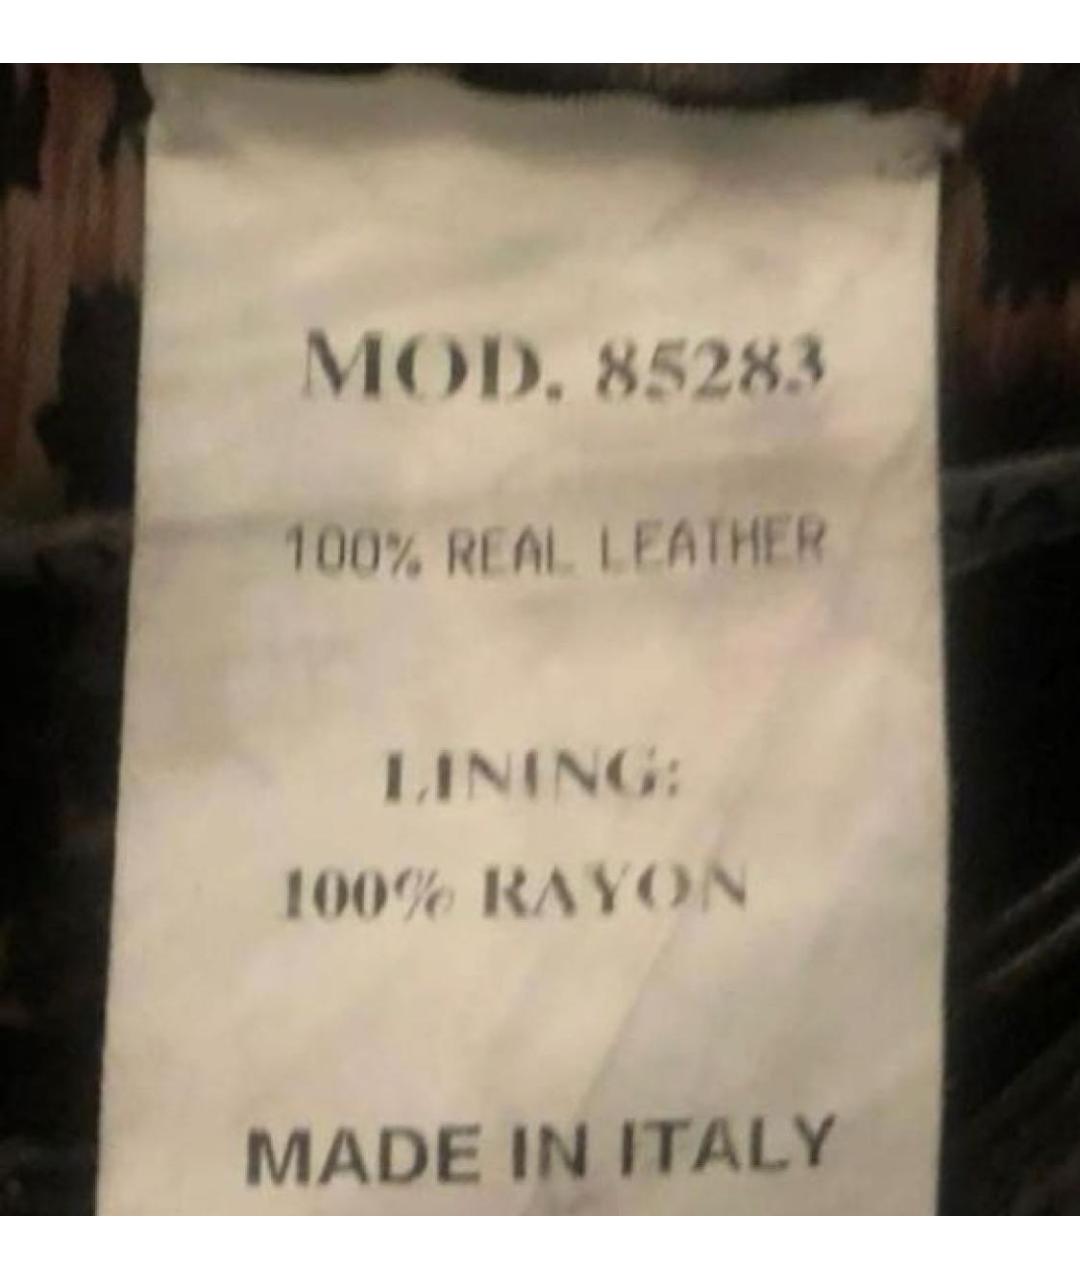 MOD. 85283
100% REAL LEATHER
LINING:
100% RAYON
MADE IN ITALY